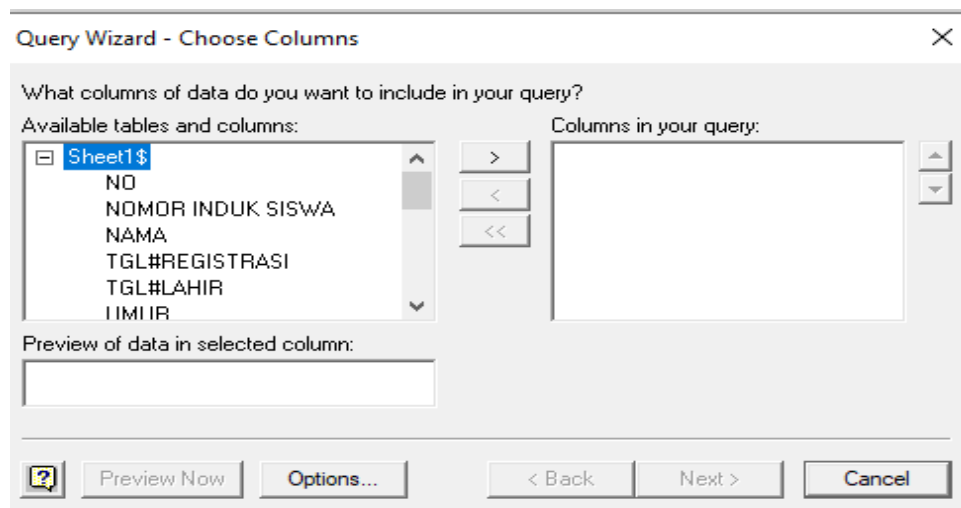 Query Wizard - Choose Columns
What columns of data do you want to include in your query?
Available tables and columns:
Columns in your query:
Sheet1$
NO
NOMOR INDUK SISWA
NAMA
TGL#REGISTRASI
TGL#LAHIR
UMUR
>
<
<<
Preview of data in selected column:
?
Preview Now
Options...
< Back
Next >
Cancel